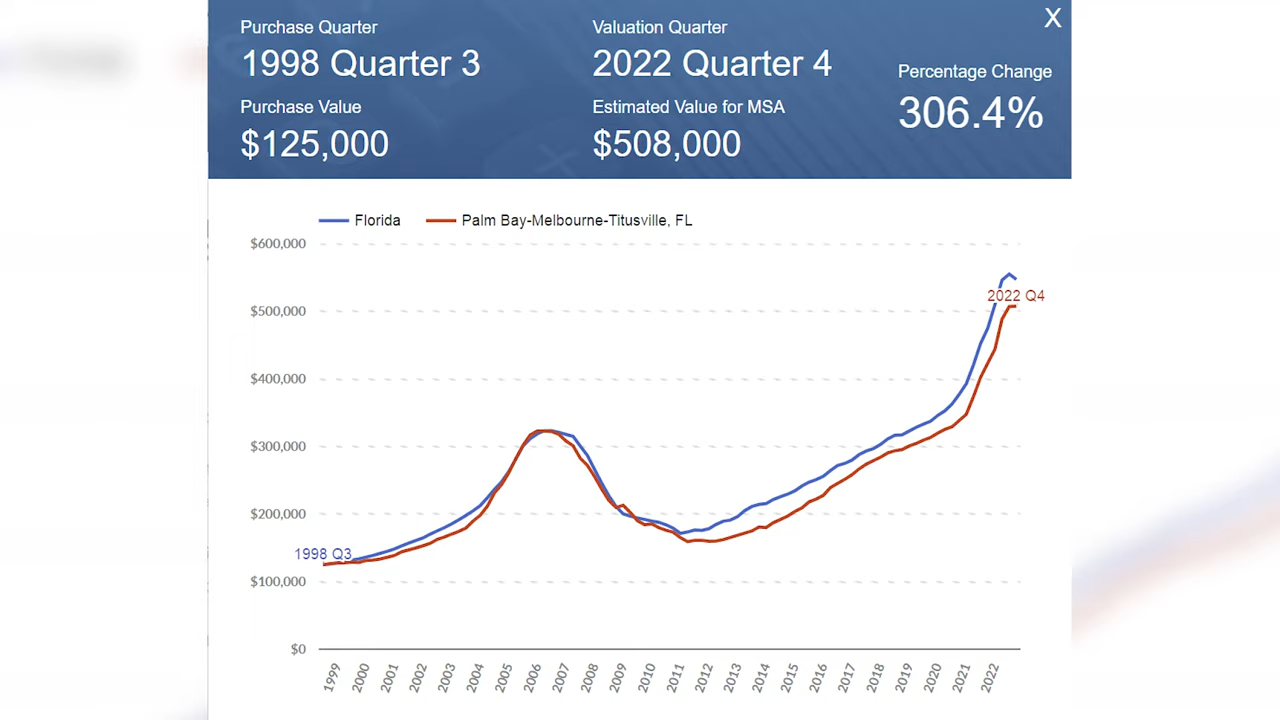 X
Purchase Quarter
1998 Quarter 3
Purchase Value
$125,000
Valuation Quarter
2022 Quarter 4
Estimated Value for MSA
$508,000
Percentage Change
306.4%
Florida
Palm Bay-Melbourne-Titusville, FL
$600,000
$500,000
$400,000
$300,000
$200,000
$100,000
$0
1998 Q3
2022 Q4
1999
2000
2001
2002
2003
2004
2005
2006
2007
2008
2009
2010
2011
2012
2013
2014
2015
2016
2017
2018
2019
2020
2021
2022